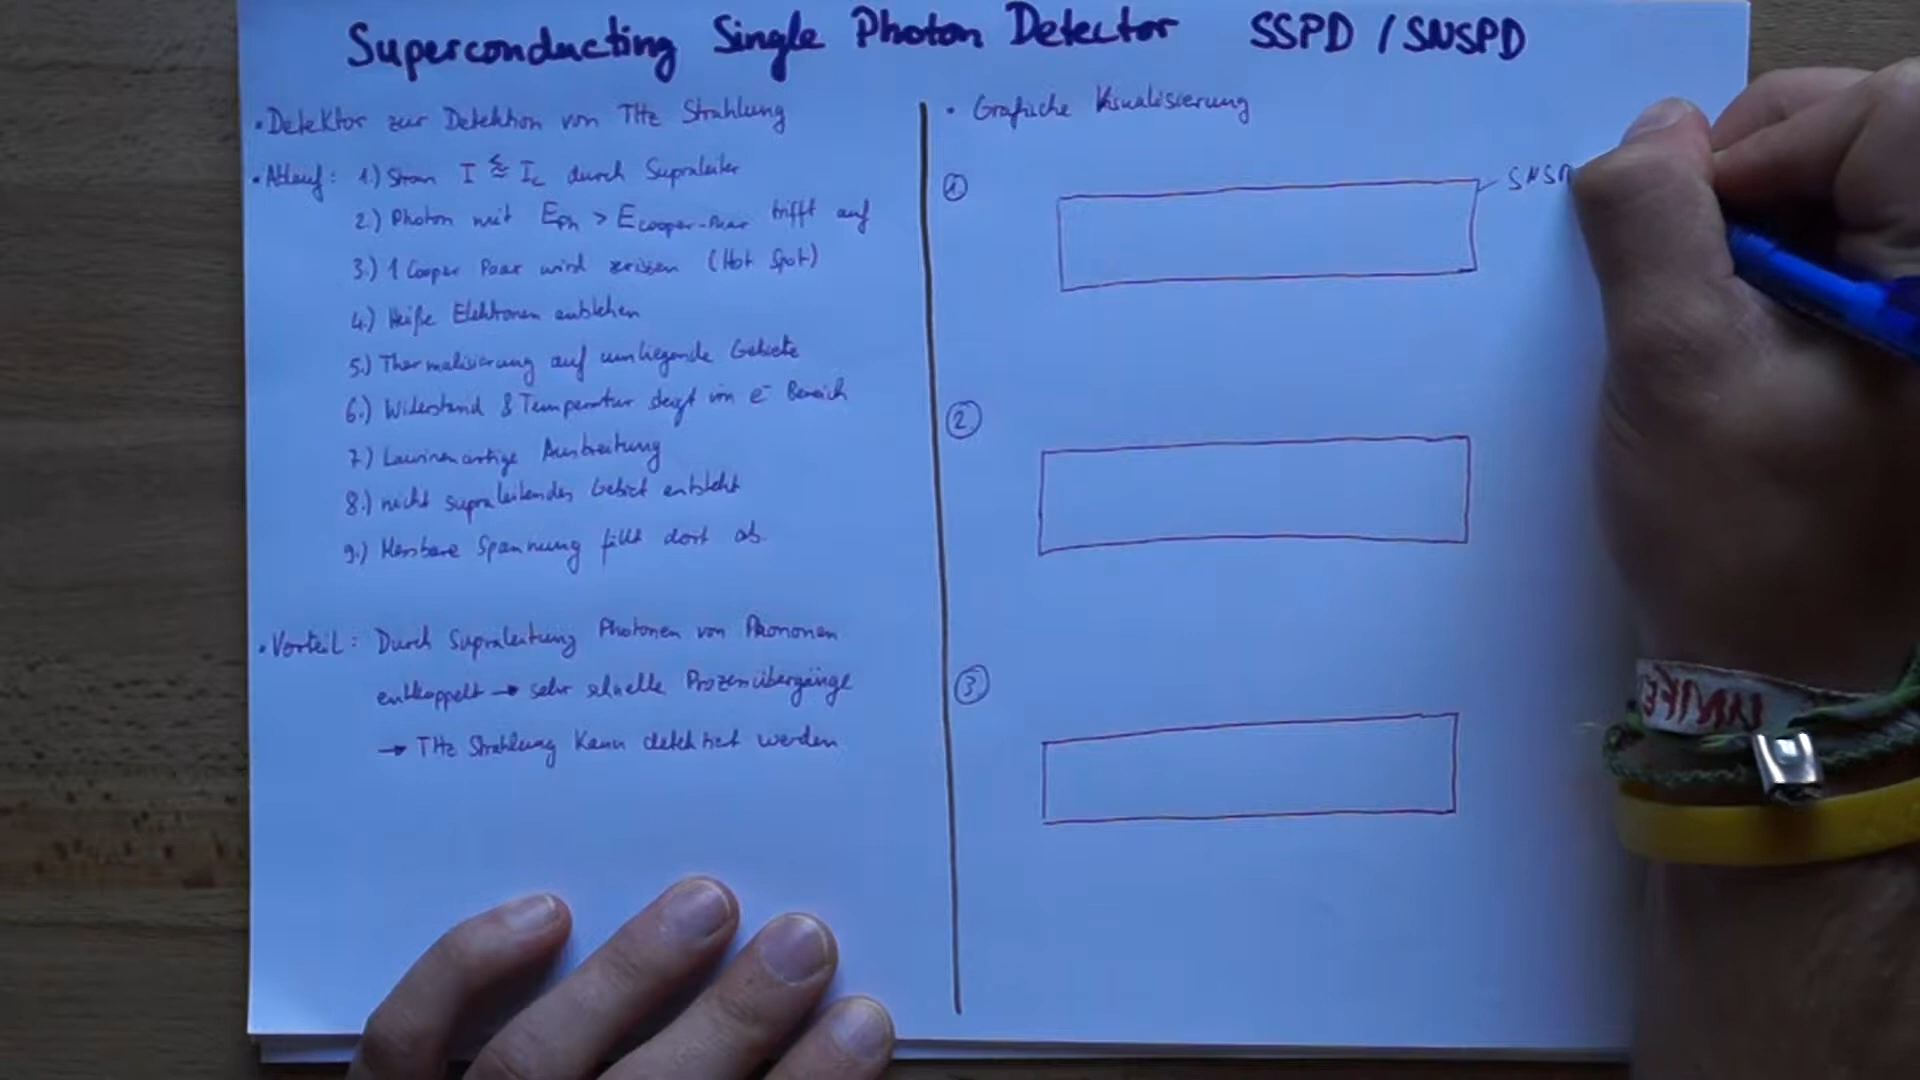 Superconducting Single Photon Detector SSPD / SNSPD
• Detektor zur Detektion von THz Strahlung
• Ablauf: 1.) Strom I ⪅ Ic durch Supraleiter
2.) Photon mit EPh > ECooper-Paar trifft auf
3.) 1 Cooper Paar wird zerissen (Hot Spot)
4.) Heiße Elektronen entstehen
5.) Thermalisierung auf umliegende Gebiete
6.) Widerstand & Temperatur steigt im e⁻ Bereich
7.) Lawinenartige Ausbreitung
8.) nicht supraleitendes Gebiet entsteht
9.) Messbare Spannung fällt dort ab
• Vorteil: Durch Supraleitung Photonen von Phononen
entkoppelt → sehr schnelle Prozessübergänge
→ THz Strahlung kann detektiert werden
• Grafische Visualisierung
① SNSP
②
③